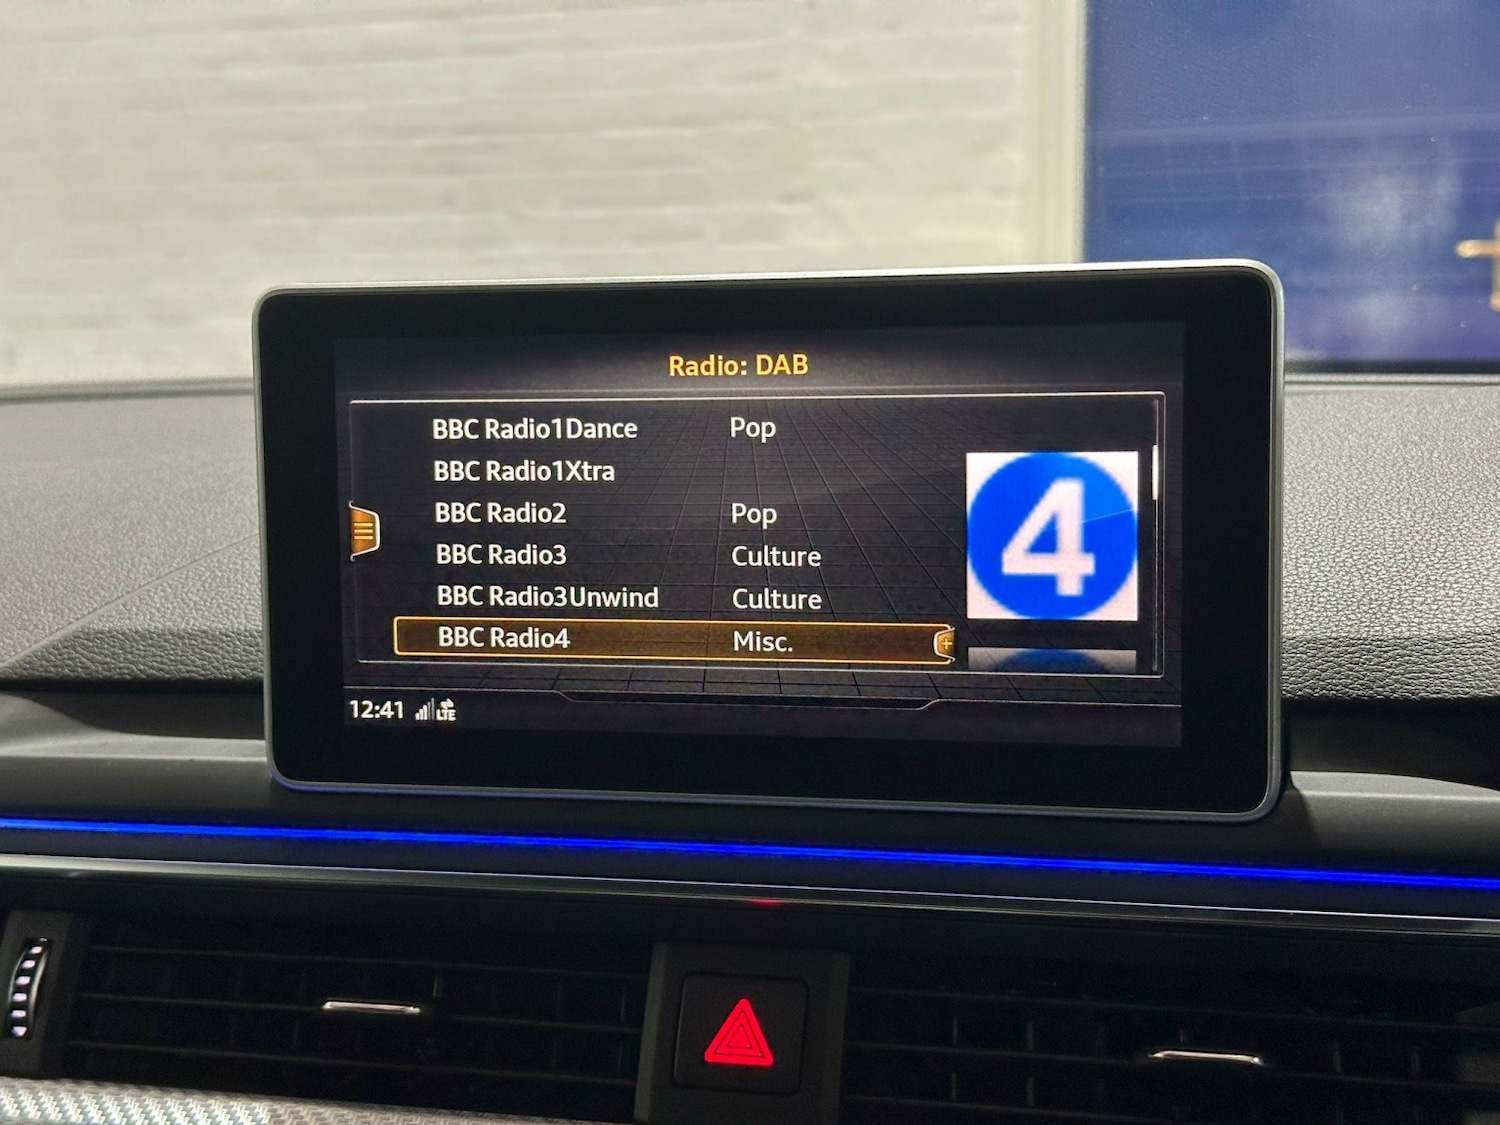 Radio: DAB
BBC Radio1Dance Pop
BBC Radio1Xtra
BBC Radio2 Pop
BBC Radio3 Culture
BBC Radio3Unwind Culture
BBC Radio4 Misc.
4
12:41 LTE